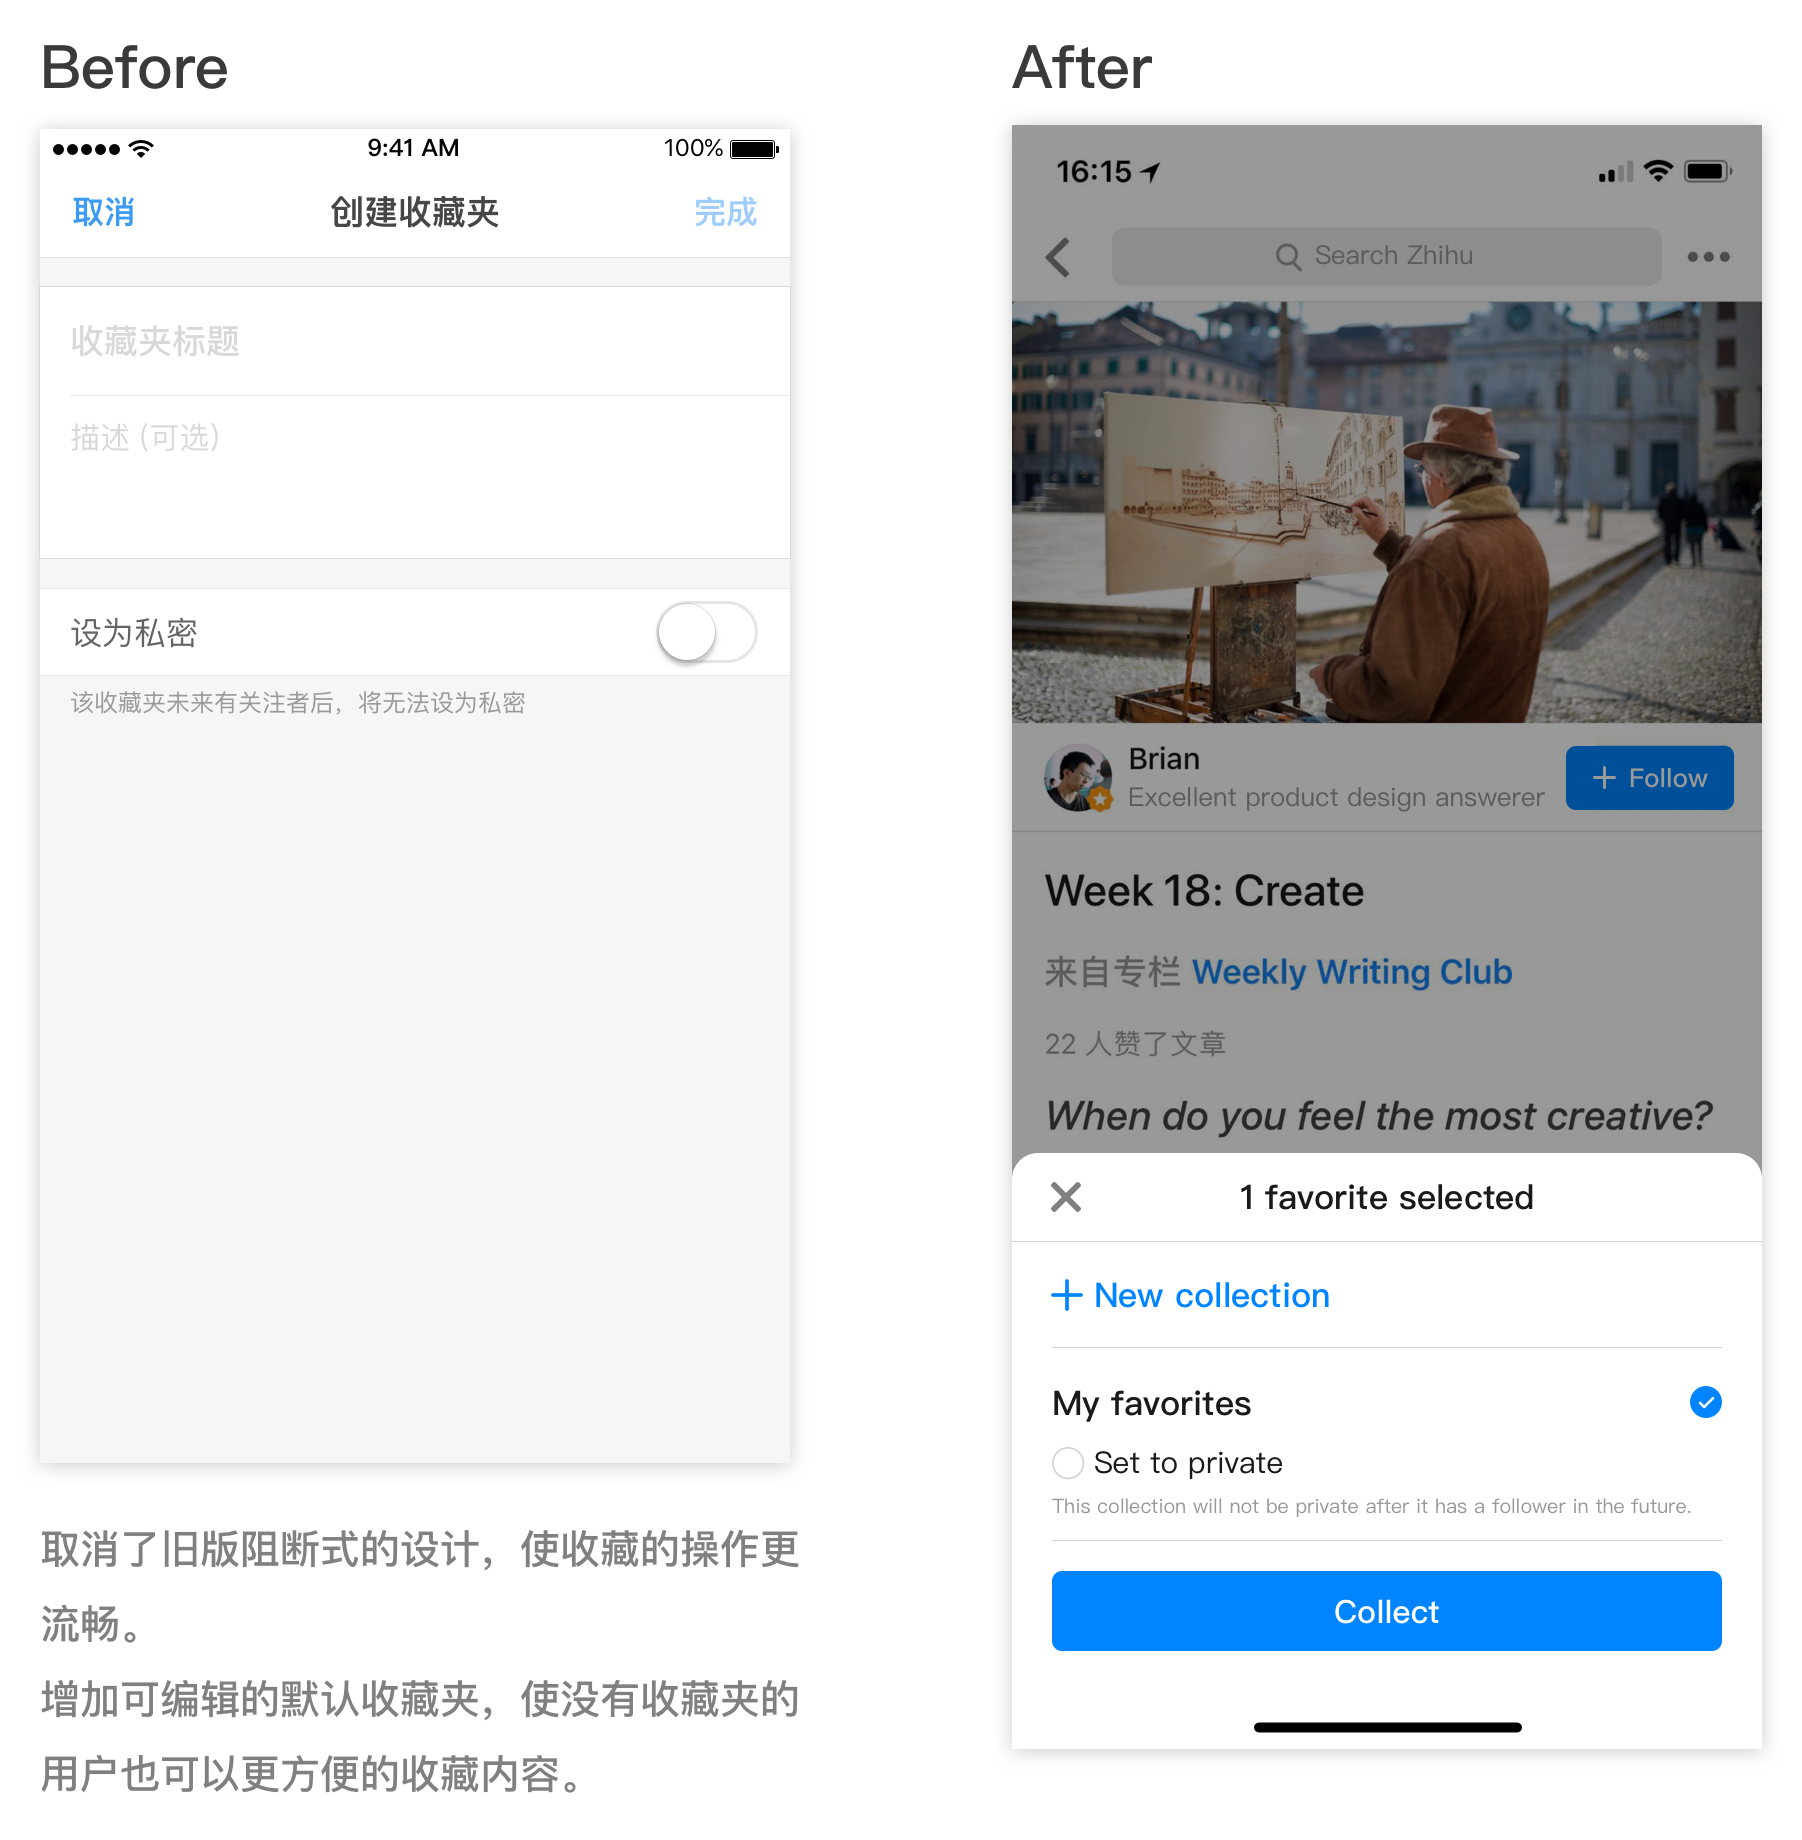 Before
9:41 AM
100%
取消
创建收藏夹
完成
收藏夹标题
描述 (可选)
设为私密
该收藏夹未来有关注者后，将无法设为私密
取消了旧版阻断式的设计，使收藏的操作更
流畅。
增加可编辑的默认收藏夹，使没有收藏夹的
用户也可以更方便的收藏内容。
After
16:15
Search Zhihu
Brian
Excellent product design answerer
Follow
Week 18: Create
来自专栏 Weekly Writing Club
22 人赞了文章
When do you feel the most creative?
1 favorite selected
New collection
My favorites
Set to private
This collection will not be private after it has a follower in the future.
Collect